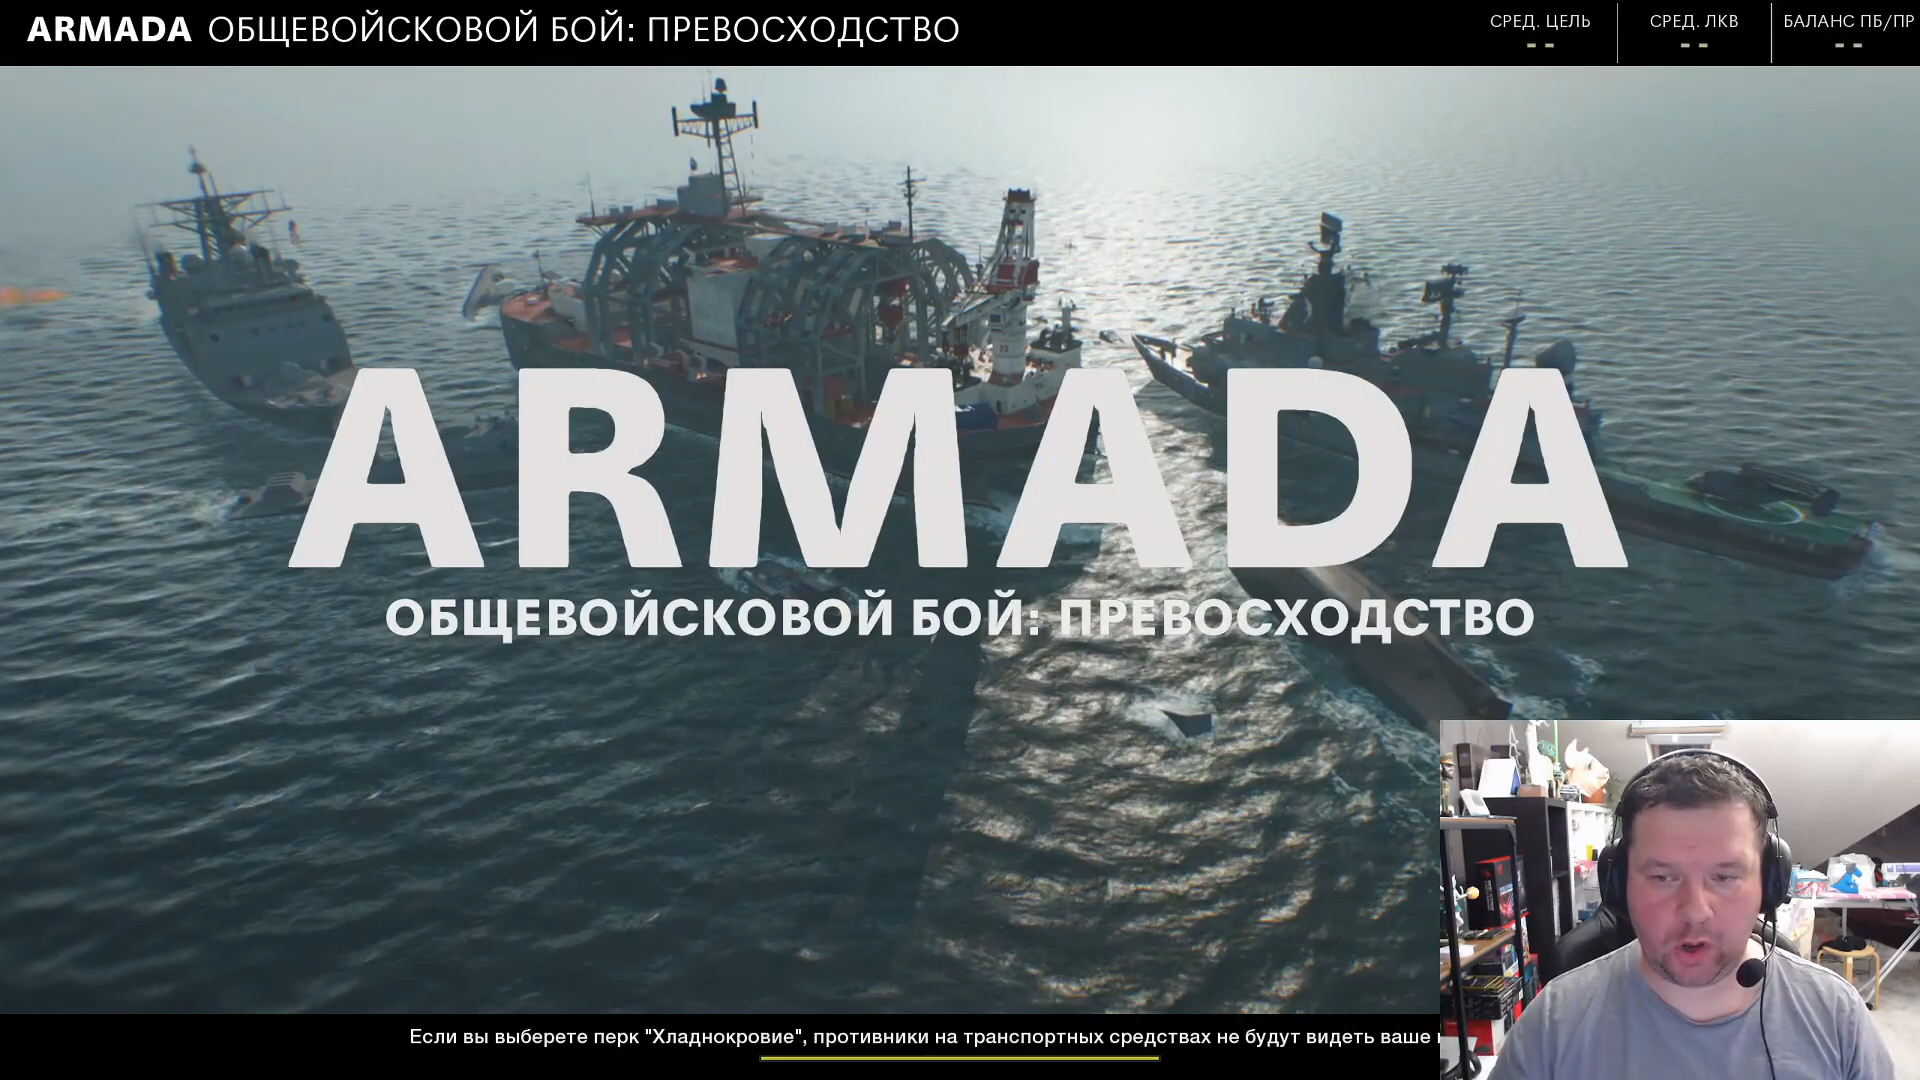 ARMADA ОБЩЕВОЙСКОВОЙ БОЙ: ПРЕВОСХОДСТВО
СРЕД. ЦЕЛЬ
--
СРЕД. ЛКВ
--
БАЛАНС ПБ/ПР
--
ARMADA
ОБЩЕВОЙСКОВОЙ БОЙ: ПРЕВОСХОДСТВО
Если вы выберете перк "Хладнокровие", противники на транспортных средствах не будут видеть ваше